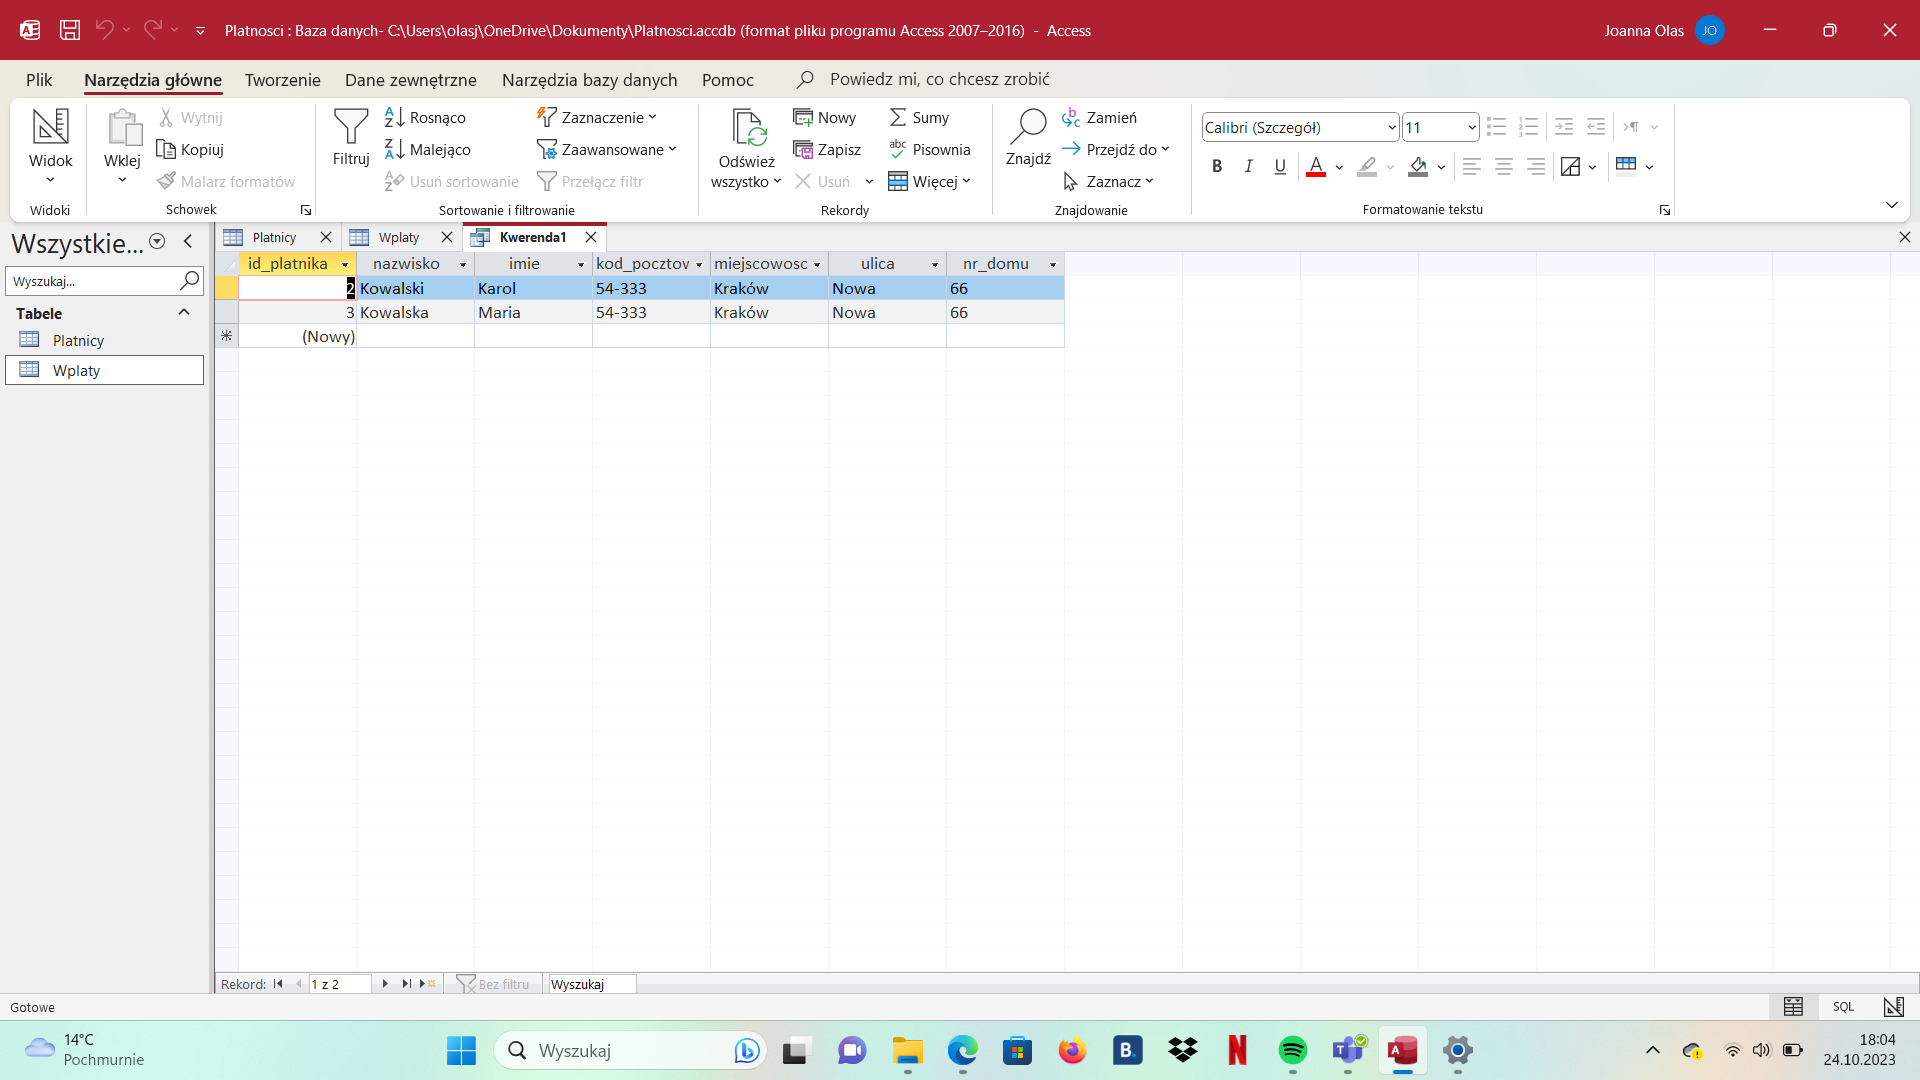 Platnosci : Baza danych- C:\Users\olasj\OneDrive\Dokumenty\Platnosci.accdb (format pliku programu Access 2007–2016) - Access
Joanna Olas JO
Plik Narzędzia główne Tworzenie Dane zewnętrzne Narzędzia bazy danych Pomoc Powiedz mi, co chcesz zrobić
Widok
Widoki
Wklej
Wytnij
Kopiuj
Malarz formatów
Schowek
Filtruj
Rosnąco
Malejąco
Usuń sortowanie
Zaznaczenie
Zaawansowane
Przełącz filtr
Sortowanie i filtrowanie
Odśwież
wszystko
Nowy
Zapisz
Usuń
Sumy
Pisownia
Więcej
Rekordy
Znajdź
Zamień
Przejdź do
Zaznacz
Znajdowanie
Calibri (Szczegół) 11
B I U A
Formatowanie tekstu
Wszystkie...
Wyszukaj...
Tabele
Platnicy
Wplaty
Platnicy Wplaty Kwerenda1
id_platnika nazwisko imie kod_pocztov miejscowosc ulica nr_domu
2 Kowalski Karol 54-333 Kraków Nowa 66
3 Kowalska Maria 54-333 Kraków Nowa 66
(Nowy)
Rekord: 1 z 2 Bez filtru Wyszukaj
Gotowe
SQL
14°C
Pochmurnie
Wyszukaj
18:04
24.10.2023